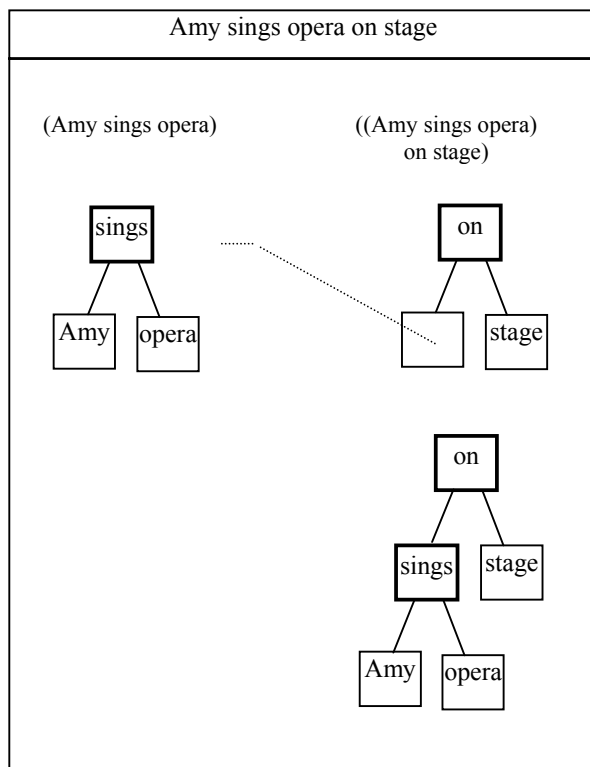 Amy sings opera on stage
(Amy sings opera)
((Amy sings opera)
on stage)
sings
Amy
opera
on
stage
on
sings
stage
Amy
opera